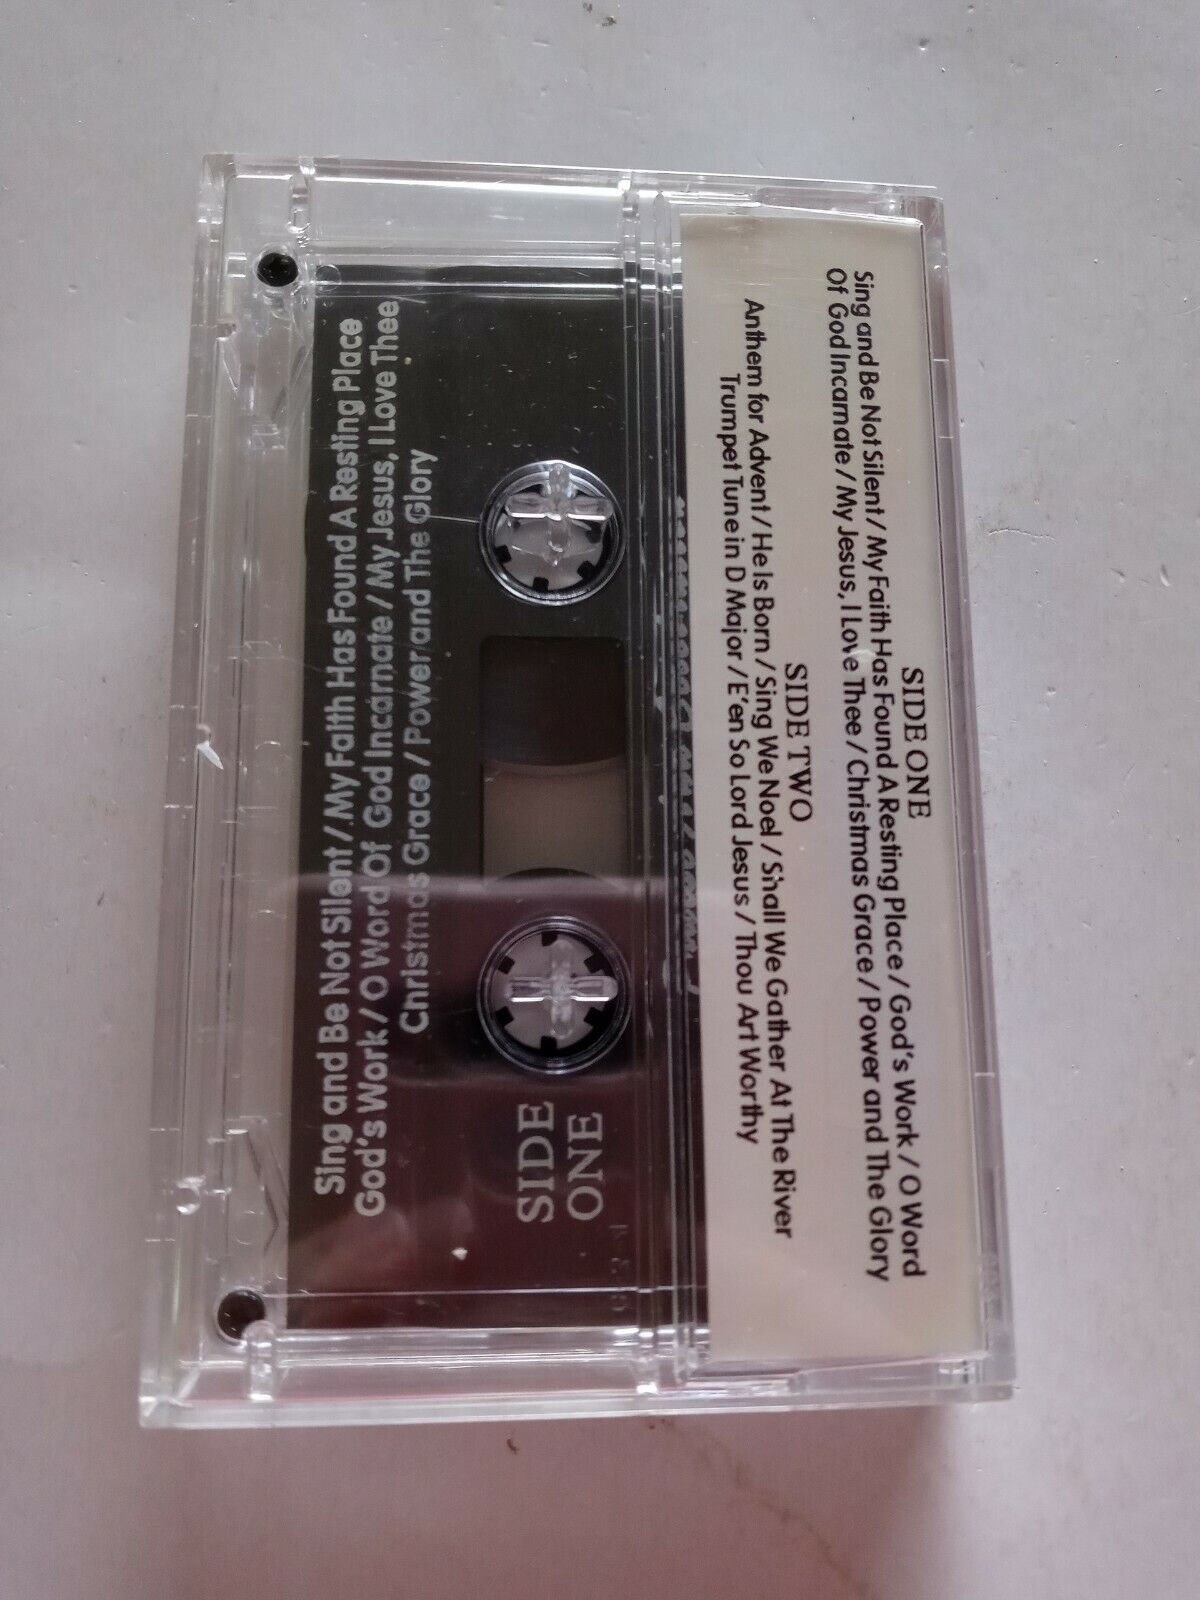 SIDE ONE
Sing and Be Not Silent / My Faith Has Found A Resting Place / God's Work / O Word
Of God Incarnate / My Jesus, I Love Thee / Christmas Grace / Power and The Glory
SIDE TWO
Anthem for Advent / He Is Born / Sing We Noel / Shall We Gather At The River
Trumpet Tune in D Major / E'en So Lord Jesus / Thou Art Worthy
Sing and Be Not Silent / My Faith Has Found A Resting Place
God's Work / O Word Of God Incarnate / My Jesus, I Love Thee
Christmas Grace / Power and The Glory
SIDE
ONE